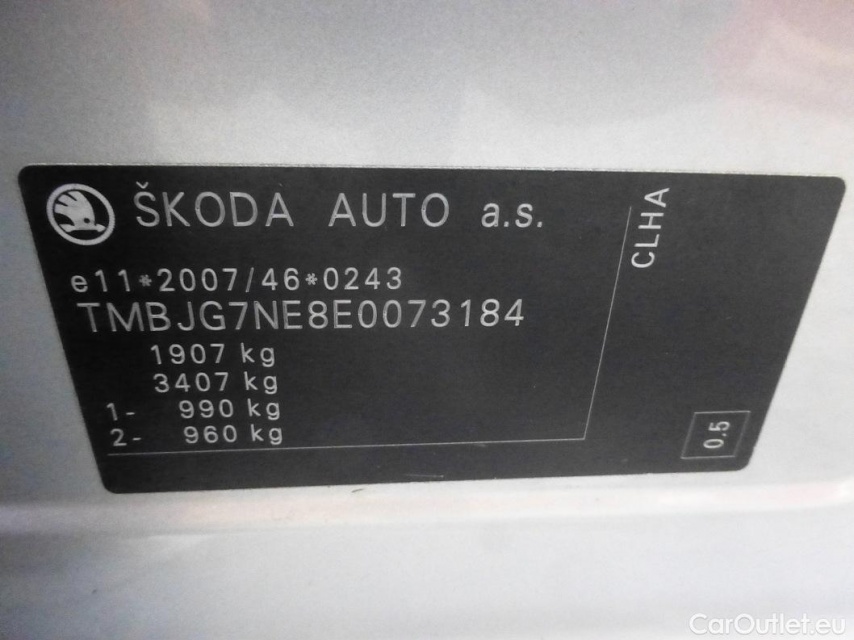 ŠKODA AUTO a.s.
e11*2007/46*0243
TMBJG7NE8E0073184
1907 kg
3407 kg
1- 990 kg
2- 960 kg
CLHA
0.5
CarOutlet.eu